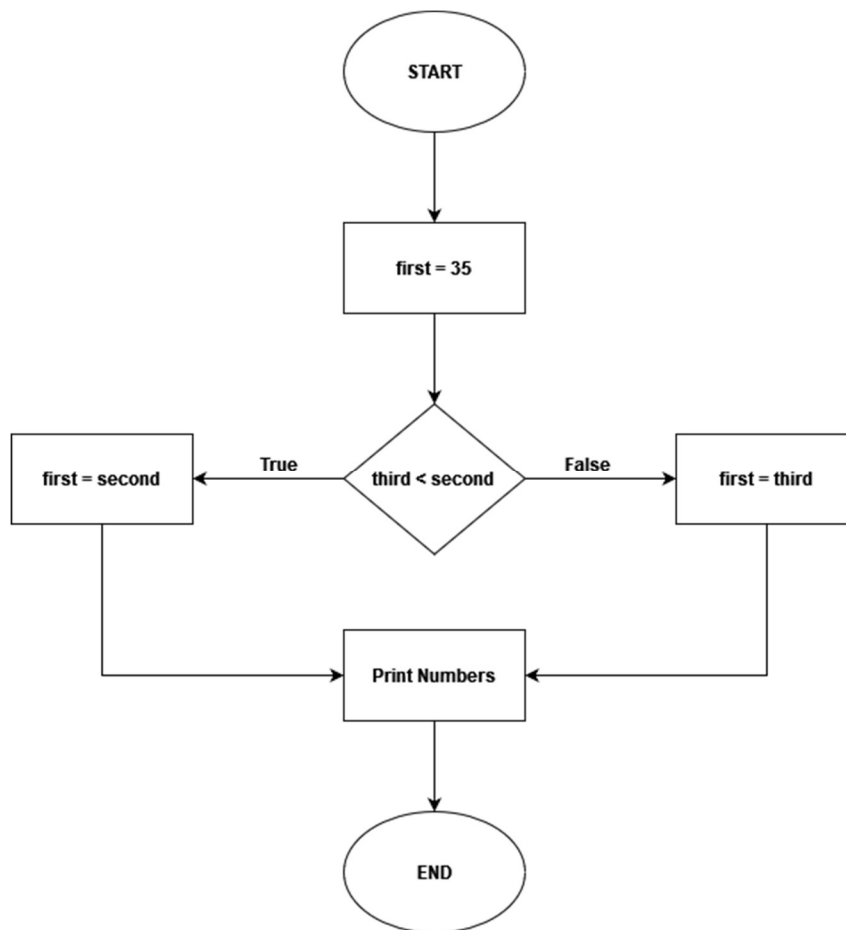 START
first = 35
True
third < second
False
first = second
first = third
Print Numbers
END